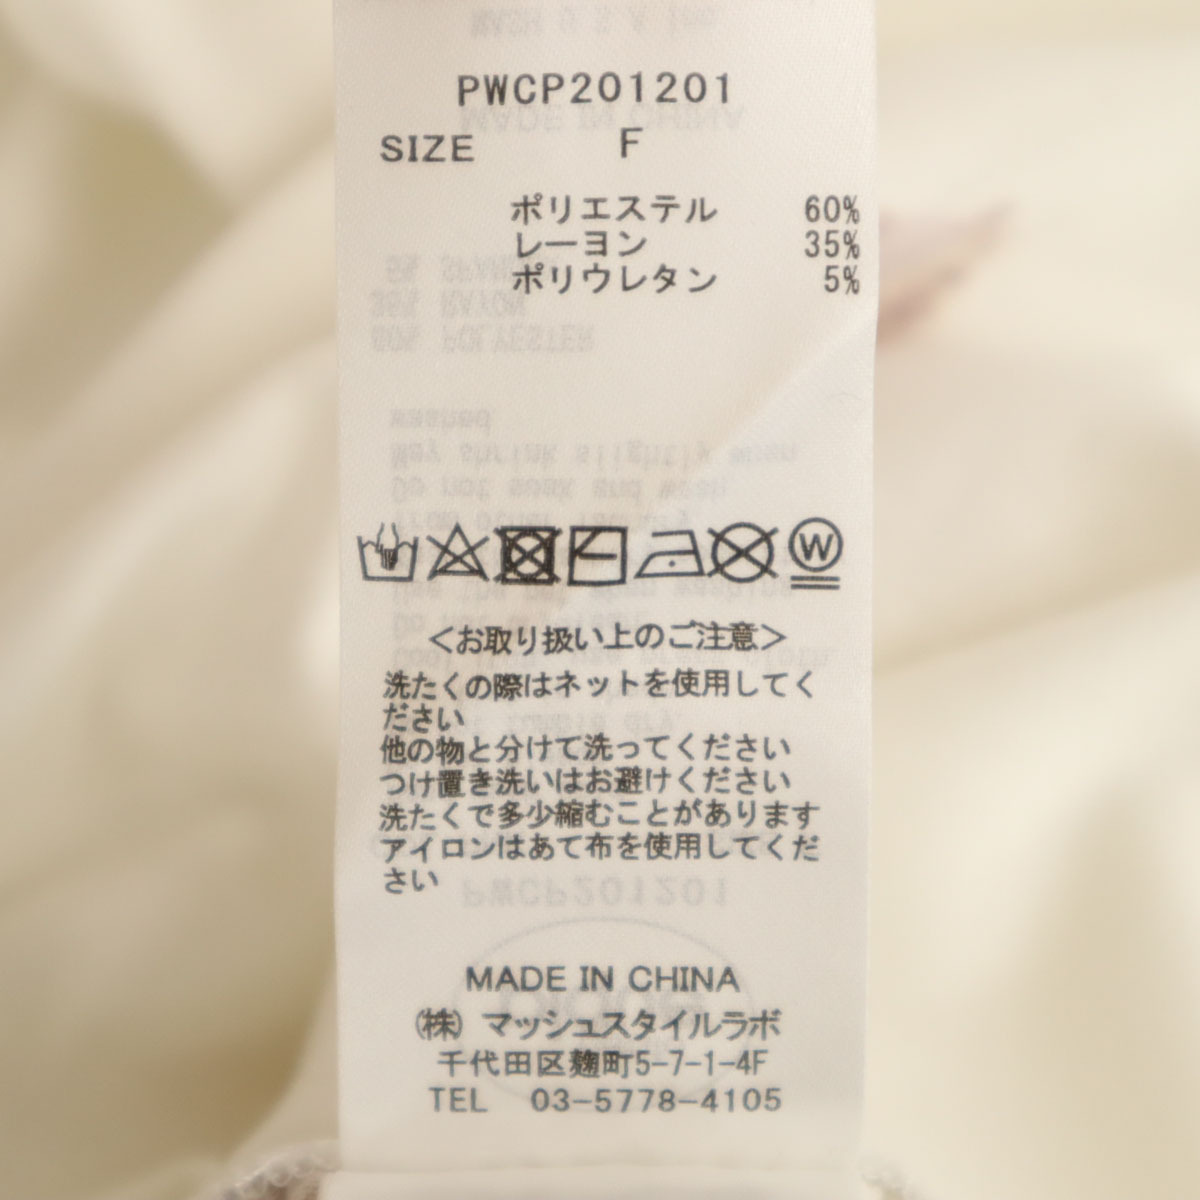 PWCP201201
SIZE F
ポリエステル 60%
レーヨン 35%
ポリウレタン 5%
W
<お取り扱い上のご注意>
洗たくの際はネットを使用してく
ださい
他の物と分けて洗ってください
つけ置き洗いはお避けください
洗たくで多少縮むことがあります
アイロンはあて布を使用してくだ
さい
MADE IN CHINA
(株) マッシュスタイルラボ
千代田区麹町5-7-1-4F
TEL 03-5778-4105